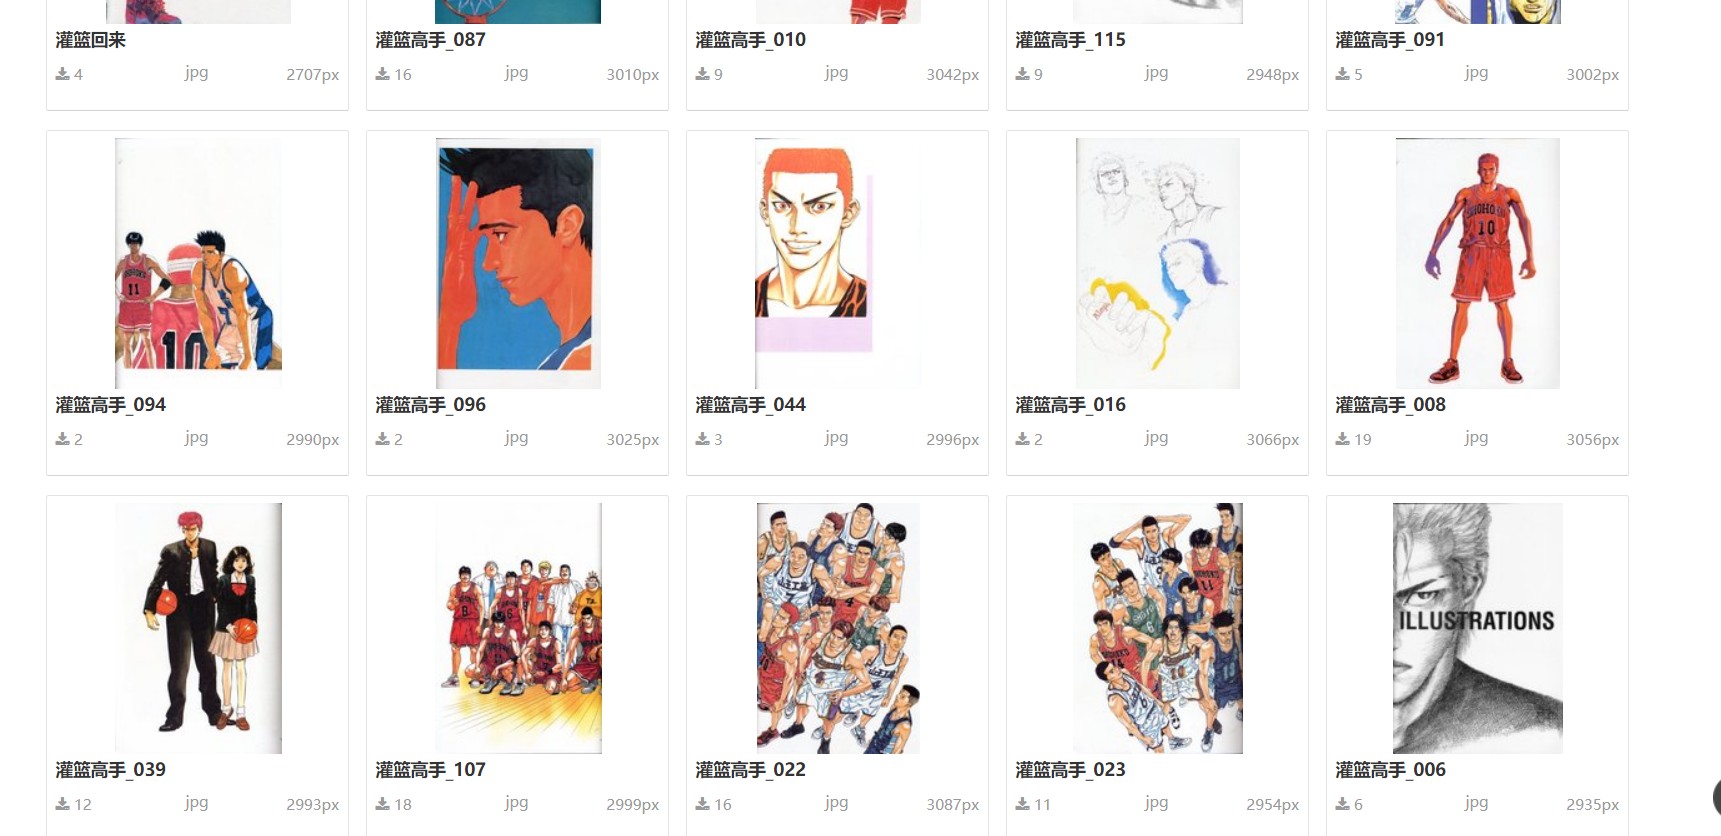 灌篮回来
4 jpg 2707px
灌篮高手_087
16 jpg 3010px
灌篮高手_010
9 jpg 3042px
灌篮高手_115
9 jpg 2948px
灌篮高手_091
5 jpg 3002px
11
10
灌篮高手_094
2 jpg 2990px
灌篮高手_096
2 jpg 3025px
灌篮高手_044
3 jpg 2996px
灌篮高手_016
2 jpg 3066px
10
灌篮高手_008
19 jpg 3056px
灌篮高手_039
12 jpg 2993px
灌篮高手_107
18 jpg 2999px
灌篮高手_022
16 jpg 3087px
灌篮高手_023
11 jpg 2954px
ILLUSTRATIONS
灌篮高手_006
6 jpg 2935px